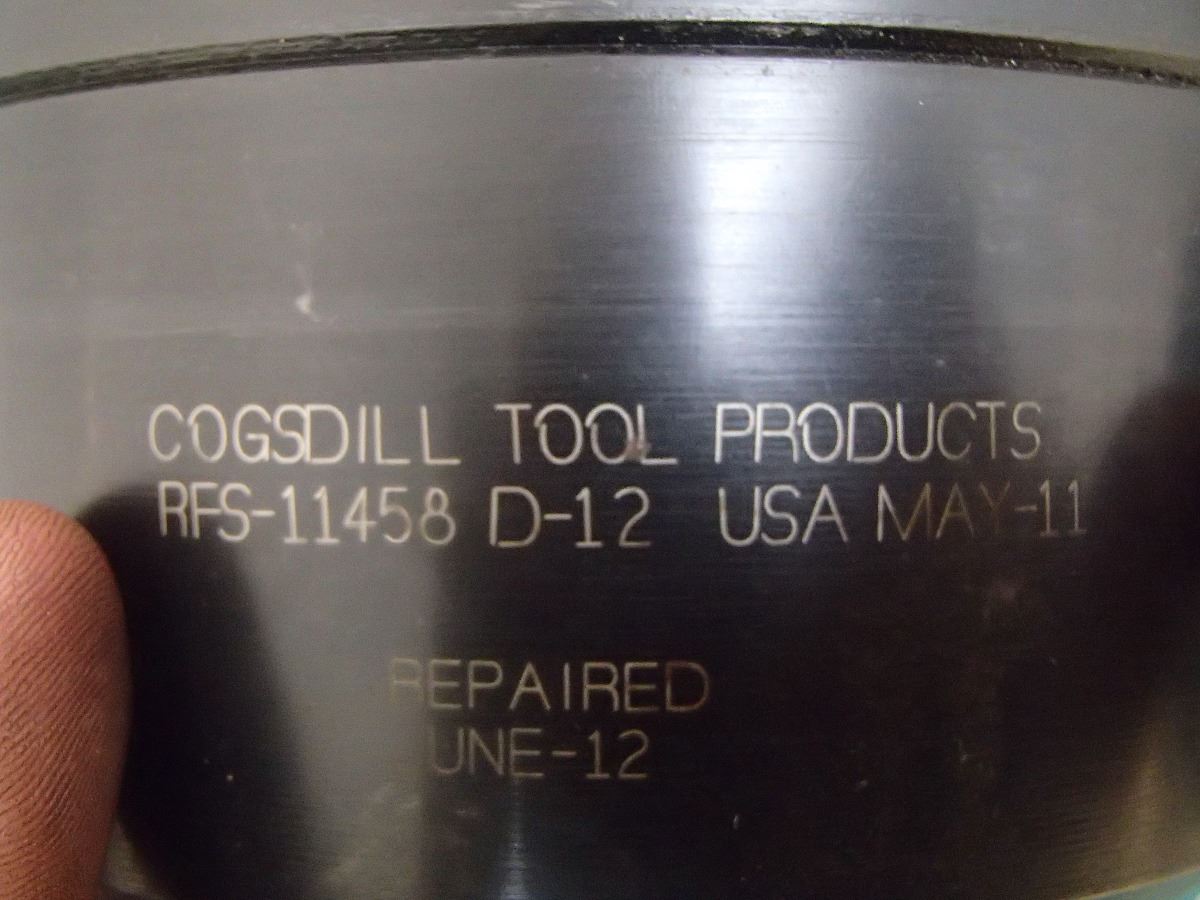 COGSDILL TOOL PRODUCTS
RFS-11458 D-12 USA MAY-11
REPAIRED
UNE-12